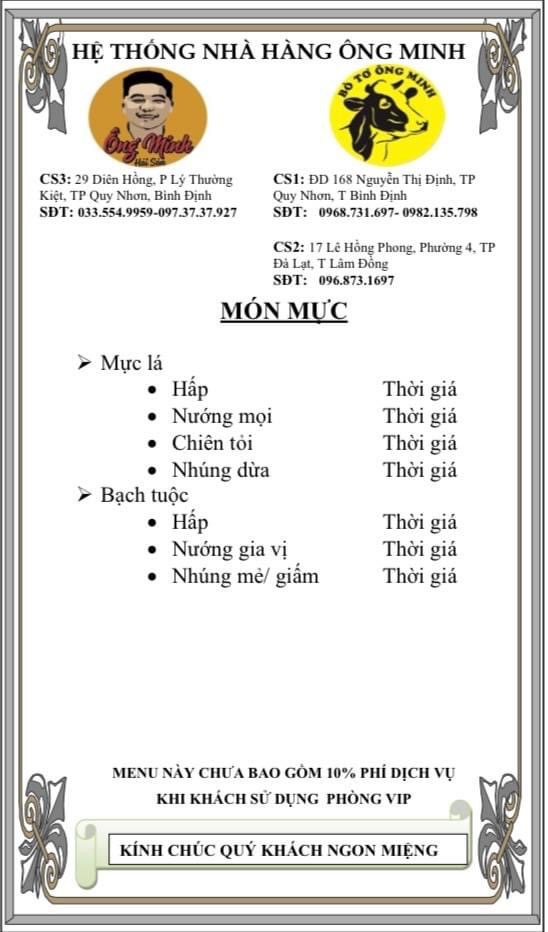 HỆ THỐNG NHÀ HÀNG ÔNG MINH
Ông Minh
Hải Sản
BÒ TƠ ÔNG MINH
CS3: 29 Diên Hồng, P Lý Thường
Kiệt, TP Quy Nhơn, Bình Định
SĐT: 033.554.9959-097.37.37.927
CS1: ĐD 168 Nguyễn Thị Định, TP
Quy Nhơn, T Bình Định
SĐT: 0968.731.697- 0982.135.798
CS2: 17 Lê Hồng Phong, Phường 4, TP
Đà Lạt, T Lâm Đồng
SĐT: 096.873.1697
MÓN MỰC
Mực lá
Hấp Thời giá
Nướng mọi Thời giá
Chiên tỏi Thời giá
Nhúng dừa Thời giá
Bạch tuộc
Hấp Thời giá
Nướng gia vị Thời giá
Nhúng mẻ/ giấm Thời giá
MENU NÀY CHƯA BAO GỒM 10% PHÍ DỊCH VỤ
KHI KHÁCH SỬ DỤNG PHÒNG VIP
KÍNH CHÚC QUÝ KHÁCH NGON MIỆNG